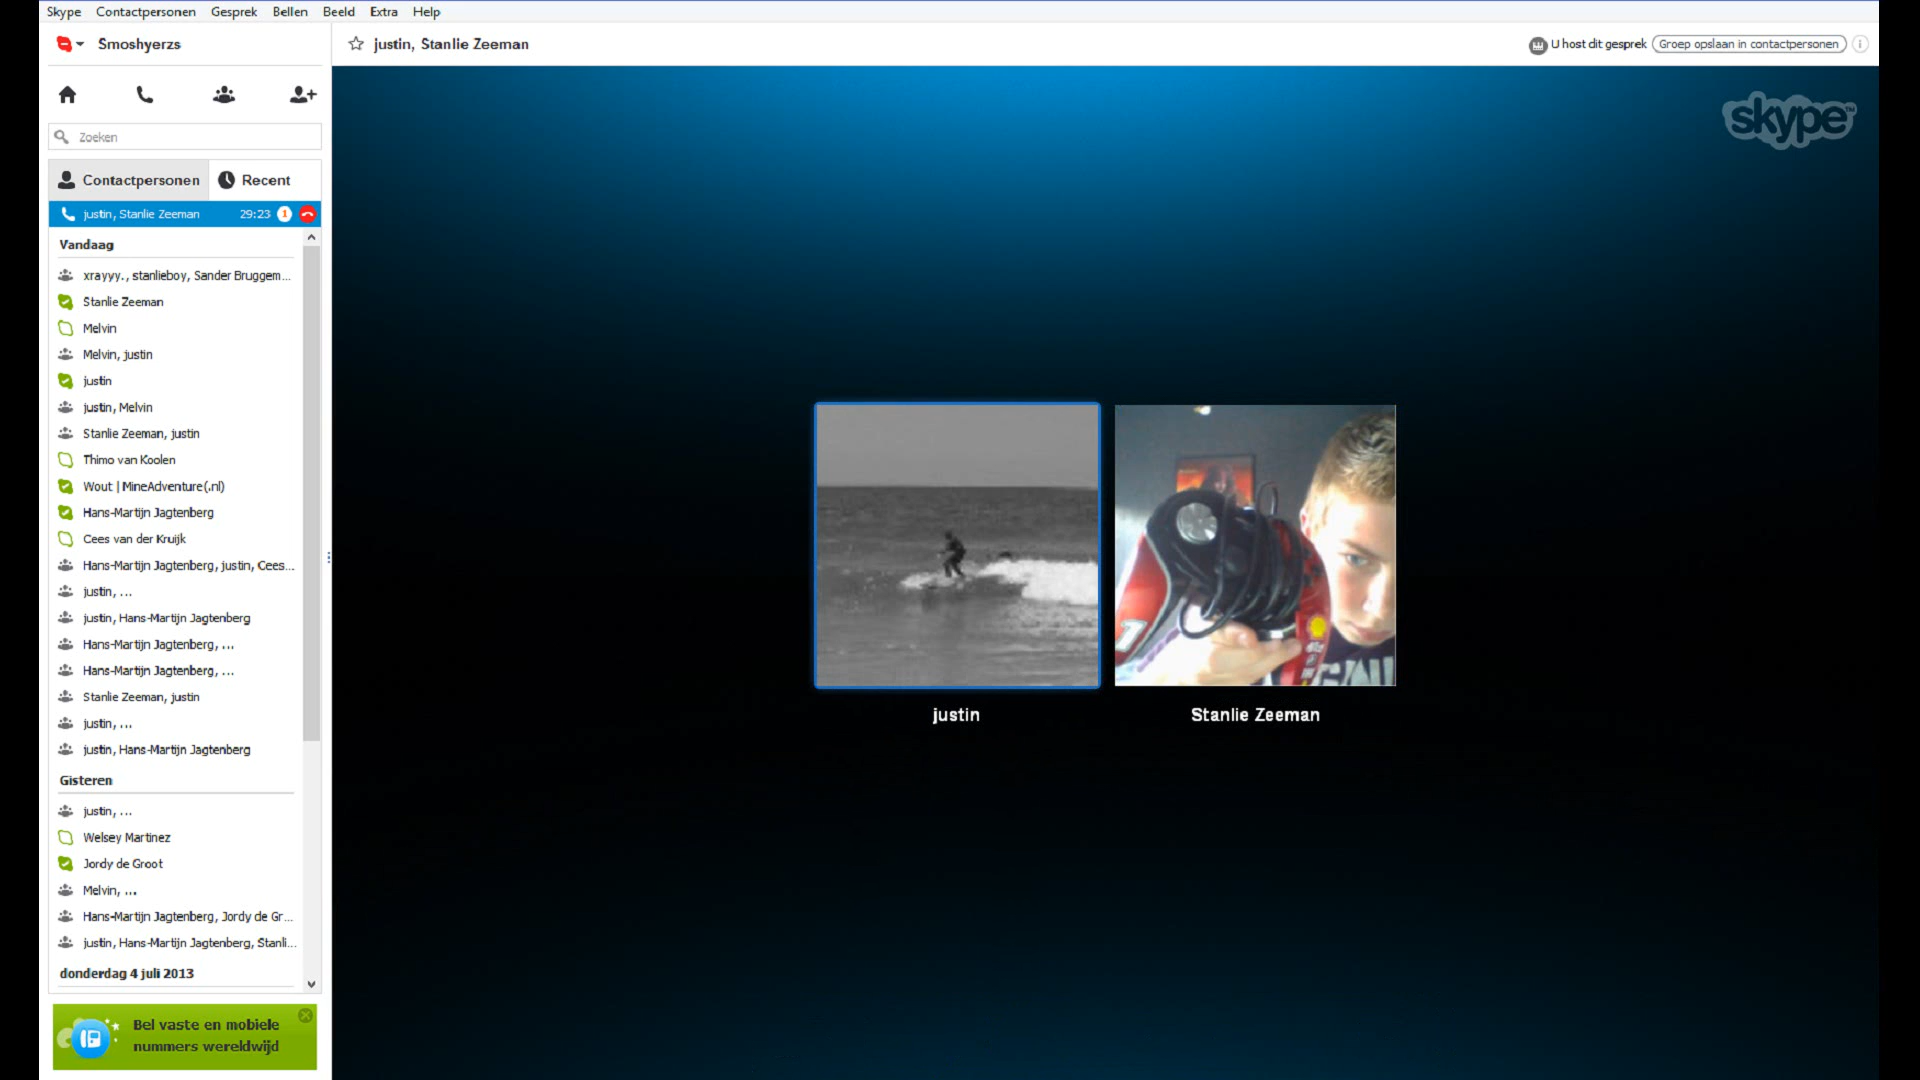 Skype Contactpersonen Gesprek Bellen Beeld Extra Help
Smoshyerzs
justin, Stanlie Zeeman
U host dit gesprek Groep opslaan in contactpersonen
skype™
Zoeken
Contactpersonen Recent
justin, Stanlie Zeeman 29:23 1
Vandaag
xrayyy., stanlieboy, Sander Bruggem...
Stanlie Zeeman
Melvin
Melvin, justin
justin
justin, Melvin
Stanlie Zeeman, justin
Thimo van Koolen
Wout | MineAdventure(.nl)
Hans-Martijn Jagtenberg
Cees van der Kruijk
Hans-Martijn Jagtenberg, justin, Cees...
justin, ...
justin, Hans-Martijn Jagtenberg
Hans-Martijn Jagtenberg, ...
Hans-Martijn Jagtenberg, ...
Stanlie Zeeman, justin
justin, ...
justin, Hans-Martijn Jagtenberg
Gisteren
justin, ...
Welsey Martinez
Jordy de Groot
Melvin, ...
Hans-Martijn Jagtenberg, Jordy de Gr...
justin, Hans-Martijn Jagtenberg, Stanli...
donderdag 4 juli 2013
Bel vaste en mobiele
nummers wereldwijd
justin
Stanlie Zeeman